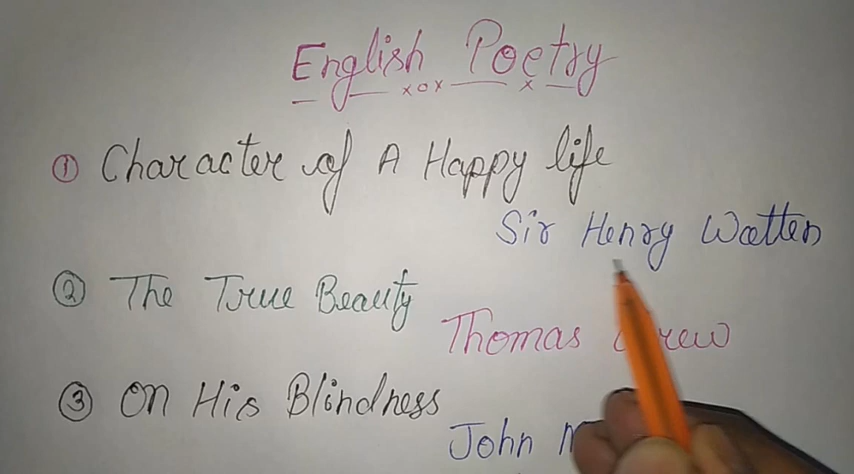 English Poetry
① Character of A Happy life
Sir Henry Watten
② The True Beauty
Thomas
③ On His Blindness
John